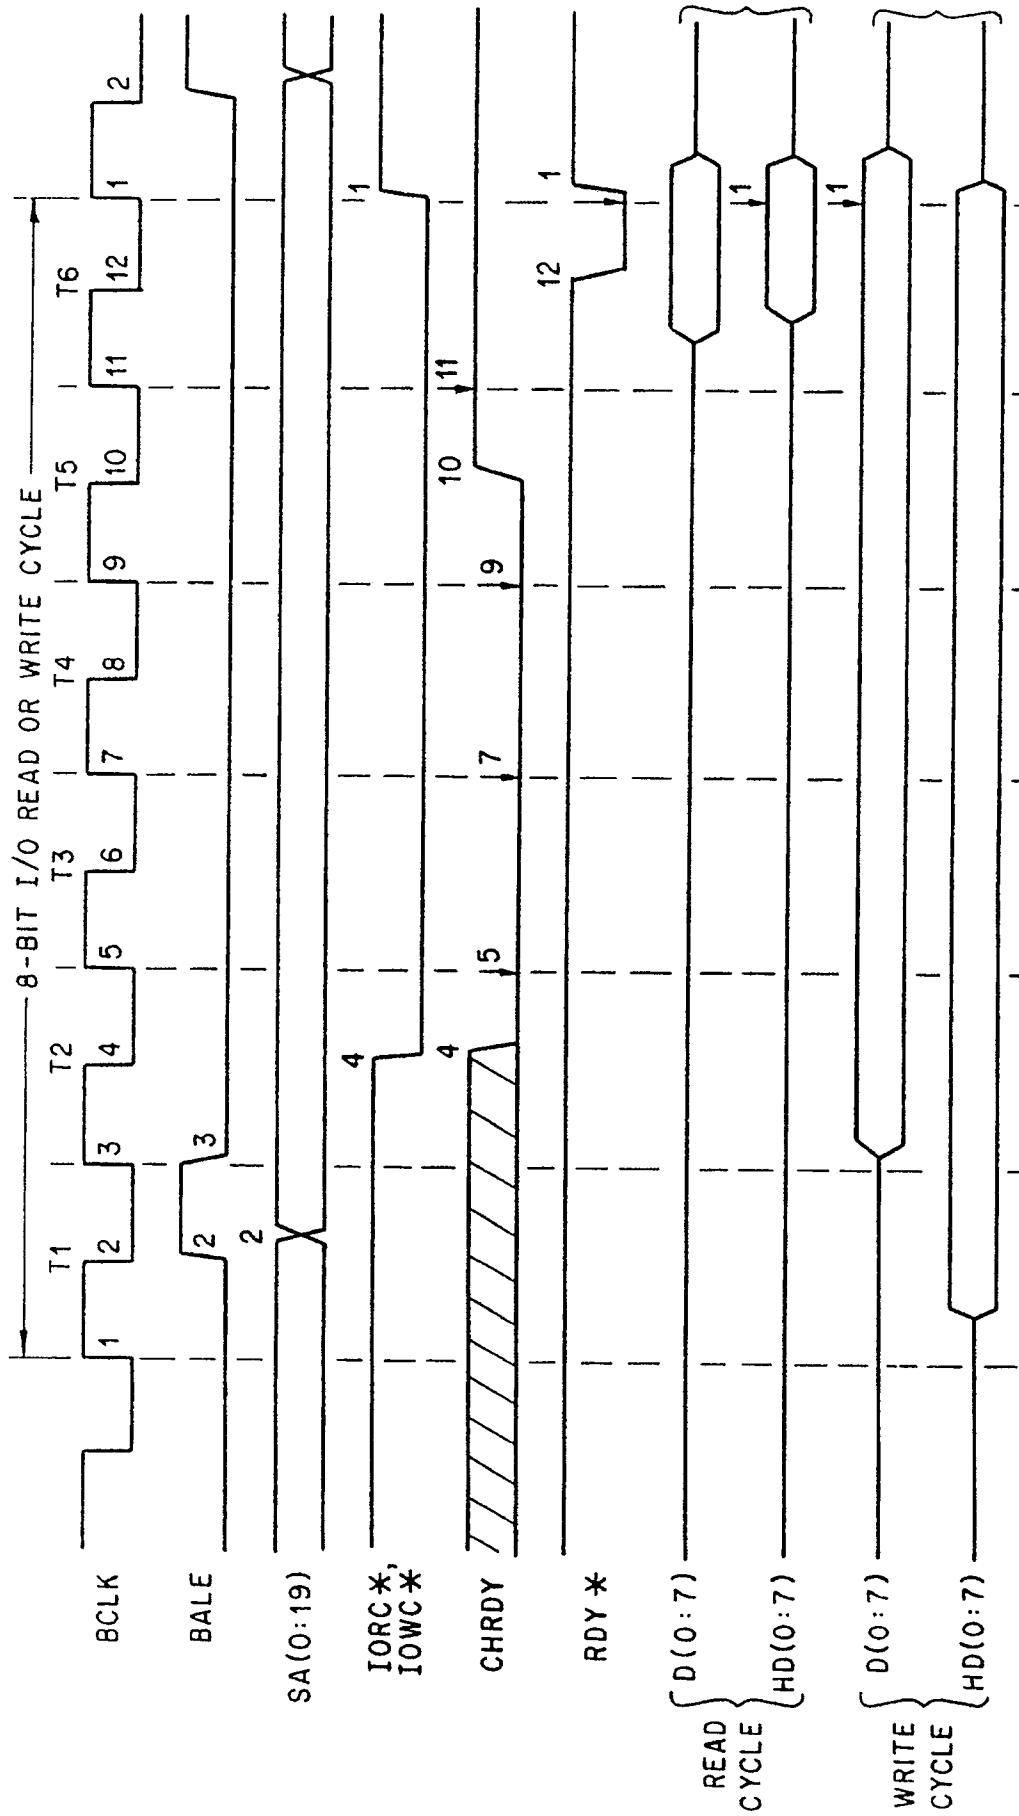 8-BIT I/O READ OR WRITE CYCLE
T1 T2 T3 T4 T5 T6
BCLK 1 2 3 4 5 6 7 8 9 10 11 12 1 2
BALE 2 3
SA(0:19) 2
IORC*,
IOWC* 4 1
CHRDY 4 5 7 9 10 11
RDY* 12 1
READ
CYCLE
D(0:7)
HD(0:7) 1
WRITE
CYCLE
D(0:7) 1
HD(0:7)